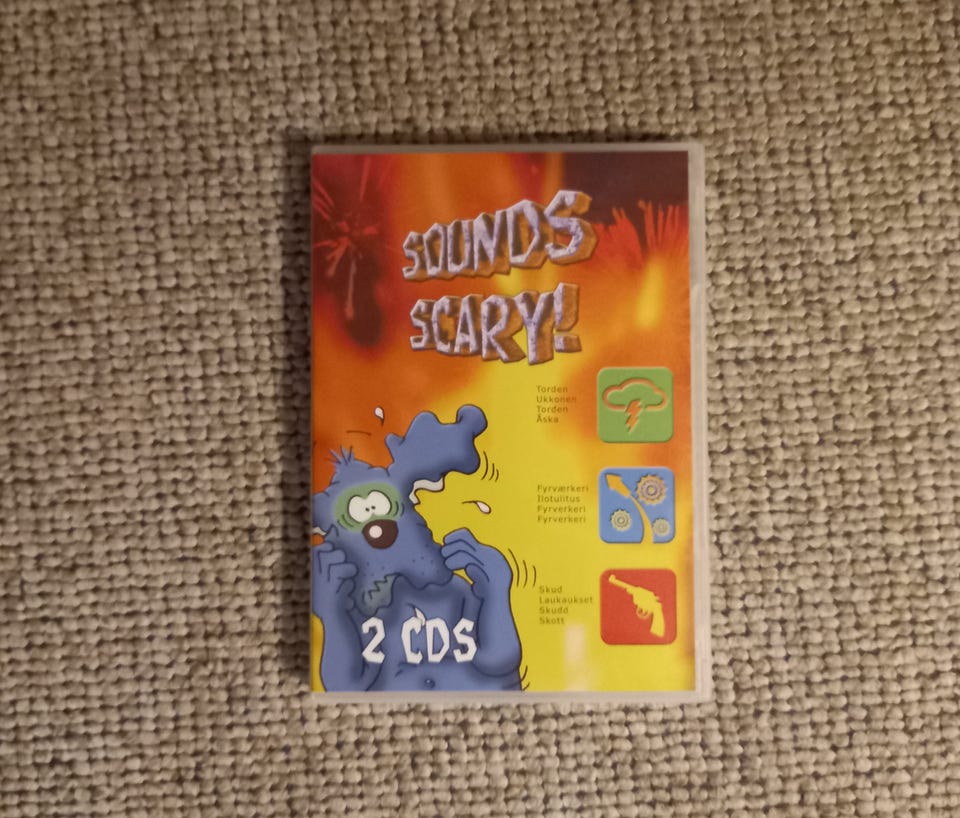 SOUNDS
SCARY!
Torden
Ukkonen
Torden
Åska
Fyrværkeri
Ilotulitus
Fyrverkeri
Fyrverkeri
Skud
Laukaukset
Skudd
Skott
2 CDS